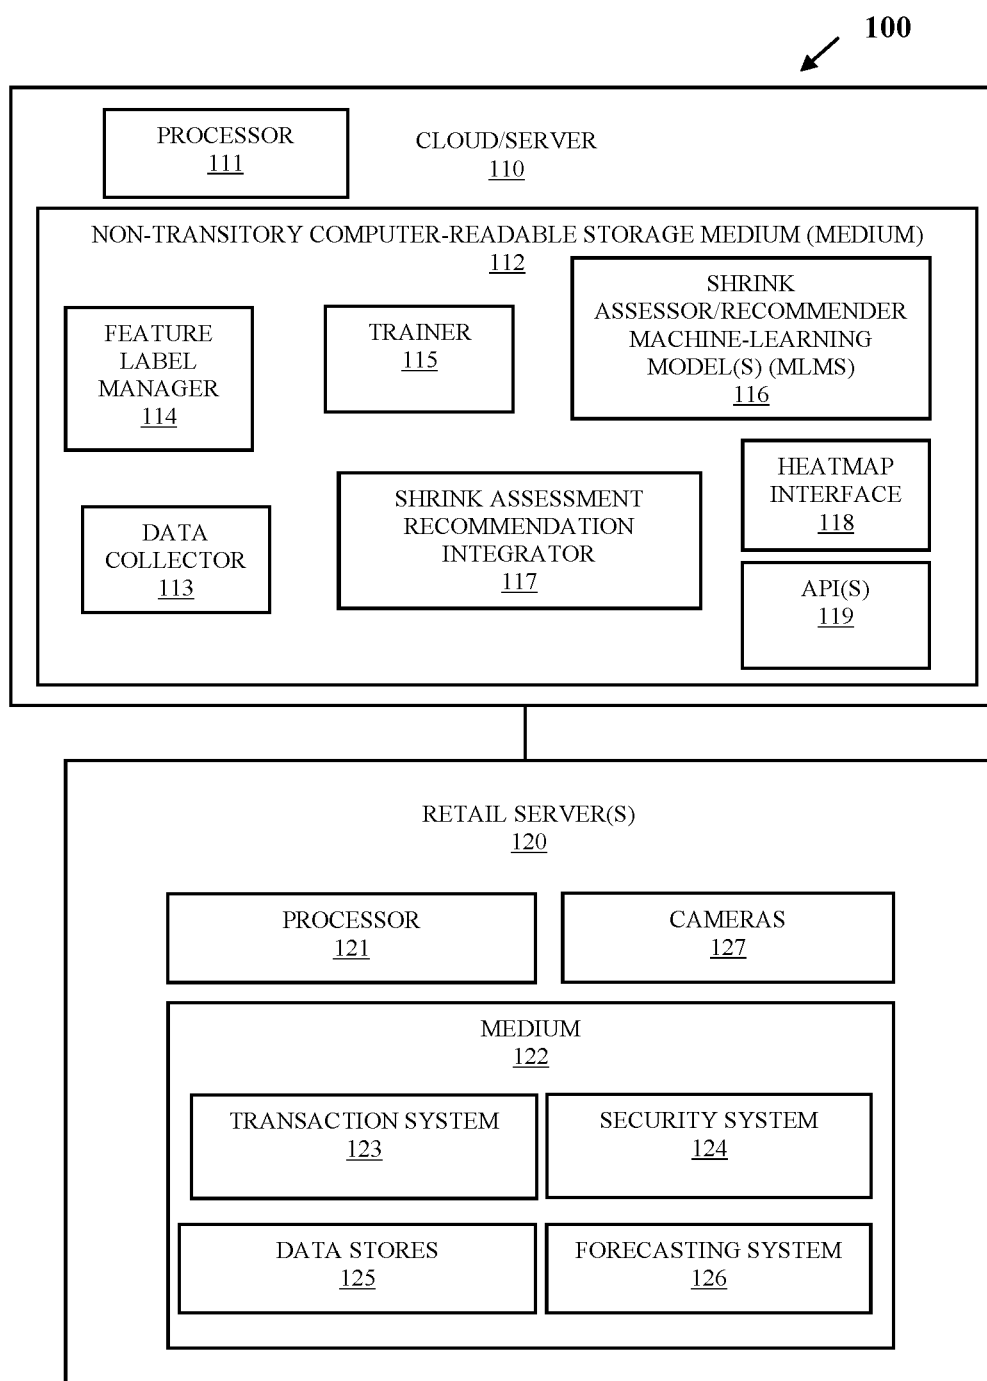 100
PROCESSOR
111
CLOUD/SERVER
110
NON-TRANSITORY COMPUTER-READABLE STORAGE MEDIUM (MEDIUM)
112
FEATURE
LABEL
MANAGER
114
TRAINER
115
SHRINK
ASSESSOR/RECOMMENDER
MACHINE-LEARNING
MODEL(S) (MLMS)
116
DATA
COLLECTOR
113
SHRINK ASSESSMENT
RECOMMENDATION
INTEGRATOR
117
HEATMAP
INTERFACE
118
API(S)
119
RETAIL SERVER(S)
120
PROCESSOR
121
CAMERAS
127
MEDIUM
122
TRANSACTION SYSTEM
123
SECURITY SYSTEM
124
DATA STORES
125
FORECASTING SYSTEM
126